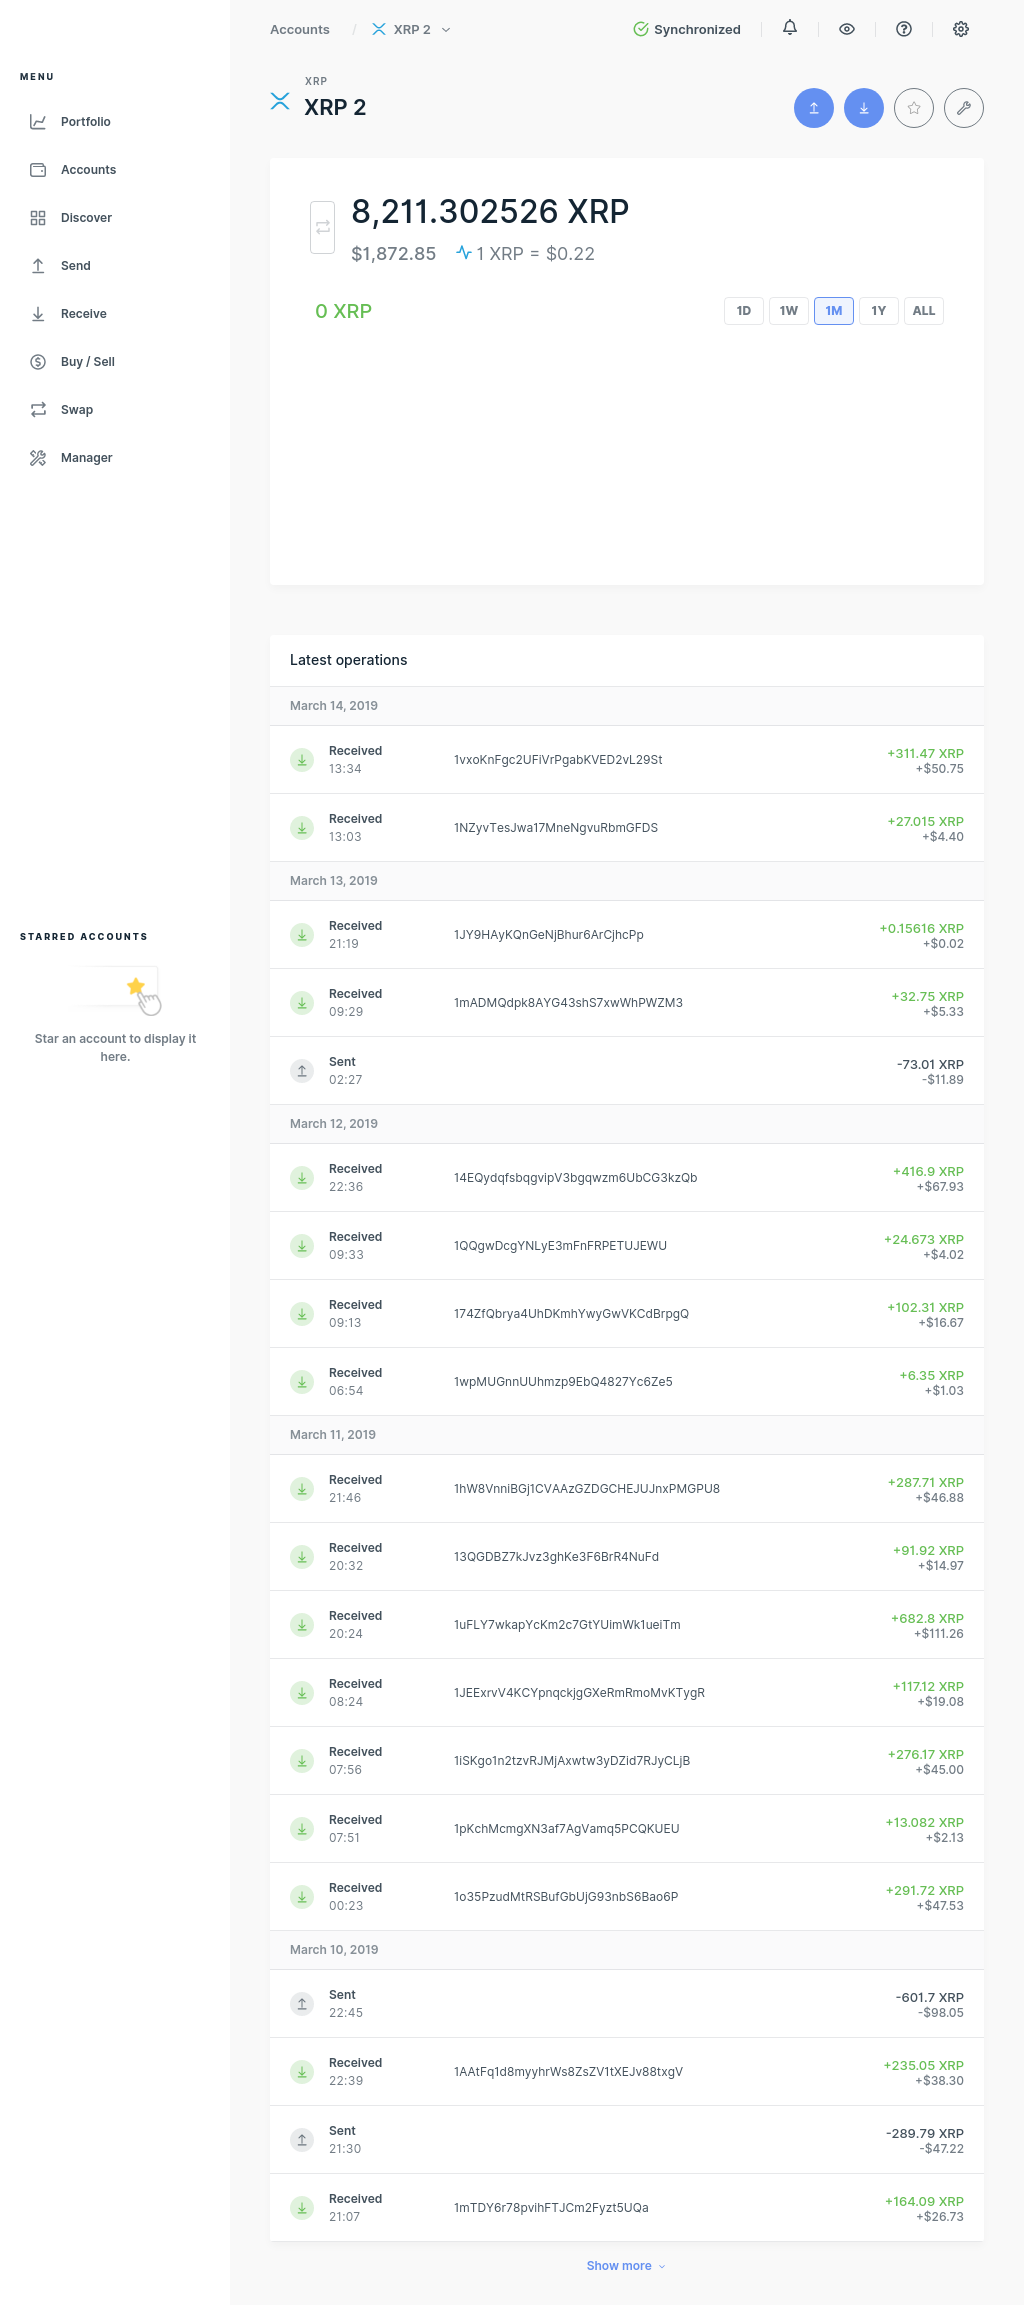 Accounts / XRP 2
Synchronized
MENU
Portfolio
Accounts
Discover
Send
Receive
Buy / Sell
Swap
Manager
STARRED ACCOUNTS
Star an account to display it
here.
XRP
XRP 2
8,211.302526 XRP
$1,872.85 1 XRP = $0.22
0 XRP
1D 1W 1M 1Y ALL
Latest operations
March 14, 2019
Received 1vxoKnFgc2UFiVrPgabKVED2vL29St +311.47 XRP
13:34 +$50.75
Received 1NZyvTesJwa17MneNgvuRbmGFDS +27.015 XRP
13:03 +$4.40
March 13, 2019
Received 1JY9HAyKQnGeNjBhur6ArCjhcPp +0.15616 XRP
21:19 +$0.02
Received 1mADMQdpk8AYG43shS7xwWhPWZM3 +32.75 XRP
09:29 +$5.33
Sent -73.01 XRP
02:27 -$11.89
March 12, 2019
Received 14EQydqfsbqgvipV3bgqwzm6UbCG3kzQb +416.9 XRP
22:36 +$67.93
Received 1QQgwDcgYNLyE3mFnFRPETUJEWU +24.673 XRP
09:33 +$4.02
Received 174ZfQbrya4UhDKmhYwyGwVKCdBrpgQ +102.31 XRP
09:13 +$16.67
Received 1wpMUGnnUUhmzp9EbQ4827Yc6Ze5 +6.35 XRP
06:54 +$1.03
March 11, 2019
Received 1hW8VnniBGj1CVAAzGZDGCHEJUJnxPMGPU8 +287.71 XRP
21:46 +$46.88
Received 13QGDBZ7kJvz3ghKe3F6BrR4NuFd +91.92 XRP
20:32 +$14.97
Received 1uFLY7wkapYcKm2c7GtYUimWk1ueiTm +682.8 XRP
20:24 +$111.26
Received 1JEExrvV4KCYpnqckjgGXeRmRmoMvKTygR +117.12 XRP
08:24 +$19.08
Received 1iSKgo1n2tzvRJMjAxwtw3yDZid7RJyCLjB +276.17 XRP
07:56 +$45.00
Received 1pKchMcmgXN3af7AgVamq5PCQKUEU +13.082 XRP
07:51 +$2.13
Received 1o35PzudMtRSBufGbUjG93nbS6Bao6P +291.72 XRP
00:23 +$47.53
March 10, 2019
Sent -601.7 XRP
22:45 -$98.05
Received 1AAtFq1d8myyhrWs8ZsZV1tXEJv88txgV +235.05 XRP
22:39 +$38.30
Sent -289.79 XRP
21:30 -$47.22
Received 1mTDY6r78pvihFTJCm2Fyzt5UQa +164.09 XRP
21:07 +$26.73
Show more